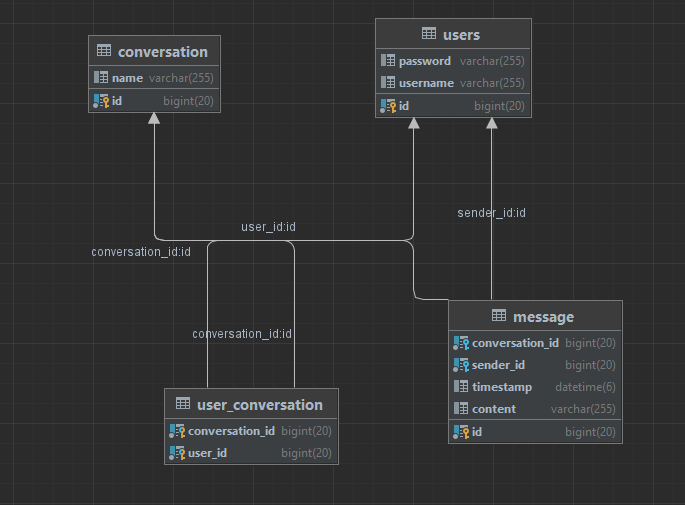 conversation
name varchar(255)
id bigint(20)
users
password varchar(255)
username varchar(255)
id bigint(20)
sender_id:id
user_id:id
conversation_id:id
conversation_id:id
message
conversation_id bigint(20)
sender_id bigint(20)
timestamp datetime(6)
content varchar(255)
id bigint(20)
user_conversation
conversation_id bigint(20)
user_id bigint(20)